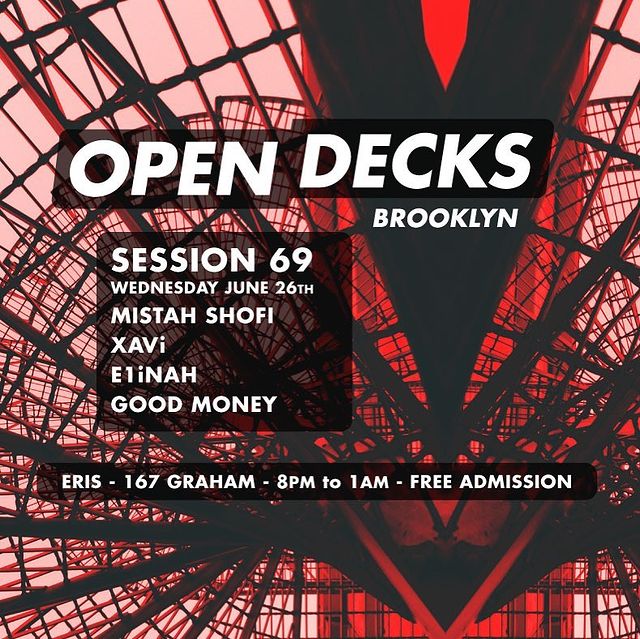 OPEN DECKS
BROOKLYN
SESSION 69
WEDNESDAY JUNE 26TH
MISTAH SHOFI
XAVi
E1iNAH
GOOD MONEY
ERIS - 167 GRAHAM - 8PM to 1AM - FREE ADMISSION